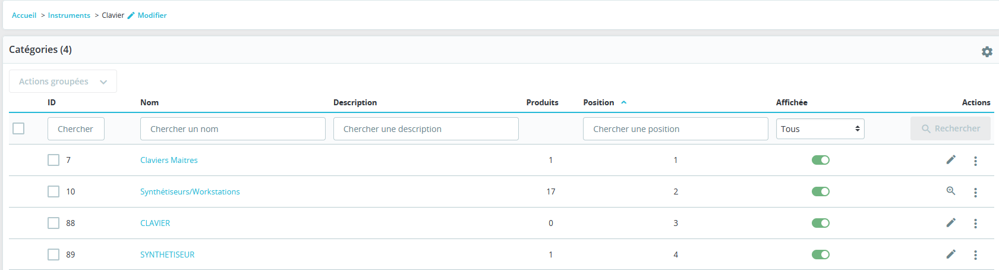 Accueil > Instruments > Clavier Modifier
Catégories (4)
Actions groupées
ID Nom Description Produits Position Affichée Actions
Chercher Chercher un nom Chercher une description Chercher une position Tous Rechercher
7 Claviers Maitres 1 1
10 Synthétiseurs/Workstations 17 2
88 CLAVIER 0 3
89 SYNTHETISEUR 1 4